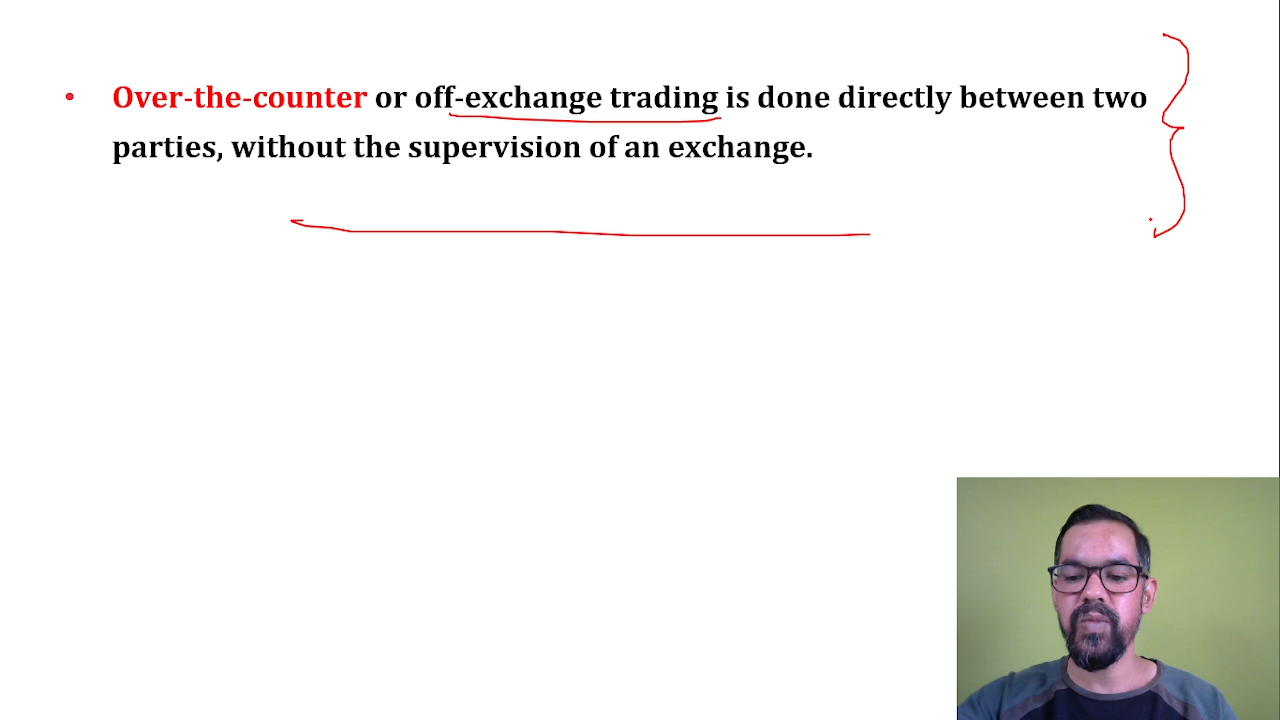 • Over-the-counter or off-exchange trading is done directly between two
parties, without the supervision of an exchange.